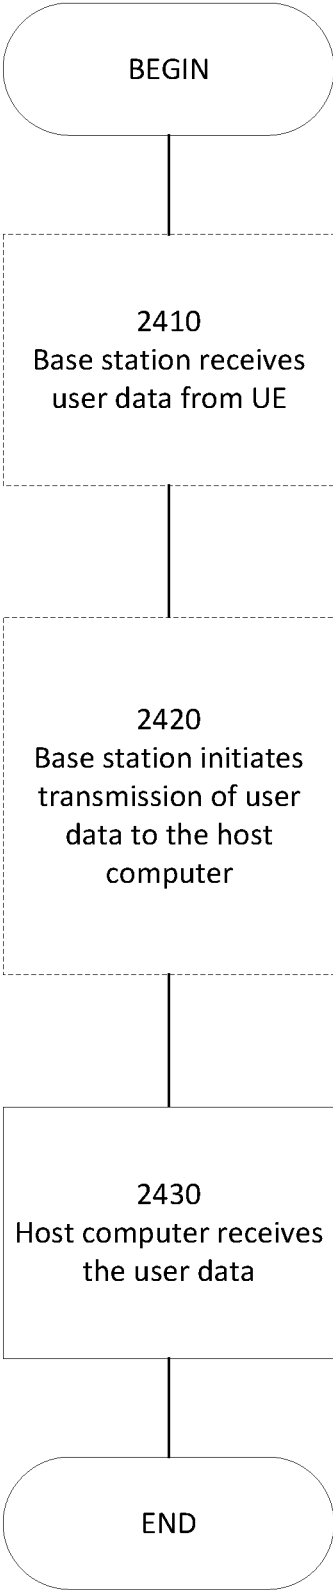 BEGIN
2410
Base station receives
user data from UE
2420
Base station initiates
transmission of user
data to the host
computer
2430
Host computer receives
the user data
END